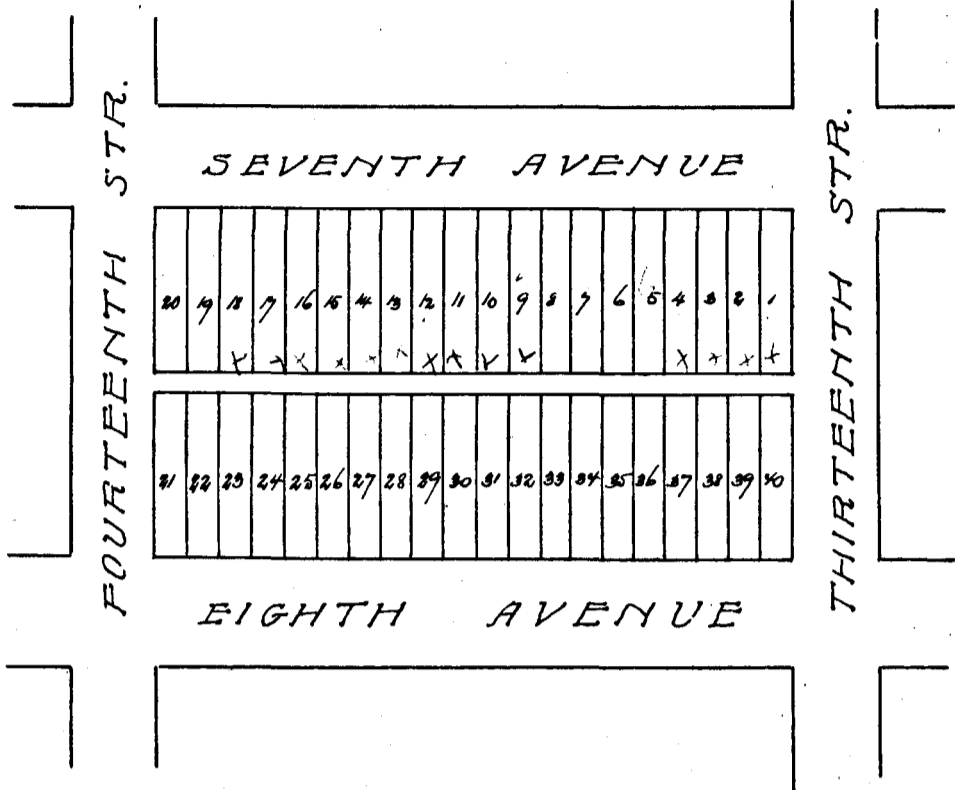 SEVENTH AVENUE
FOURTEENTH STR.
THIRTEENTH STR.
20 19 18 17 16 15 14 13 12 11 10 9 8 7 6 5 4 3 2 1
X X X X X X X X X X X X X X
21 22 23 24 25 26 27 28 29 30 31 32 33 34 35 36 37 38 39 40
EIGHTH AVENUE